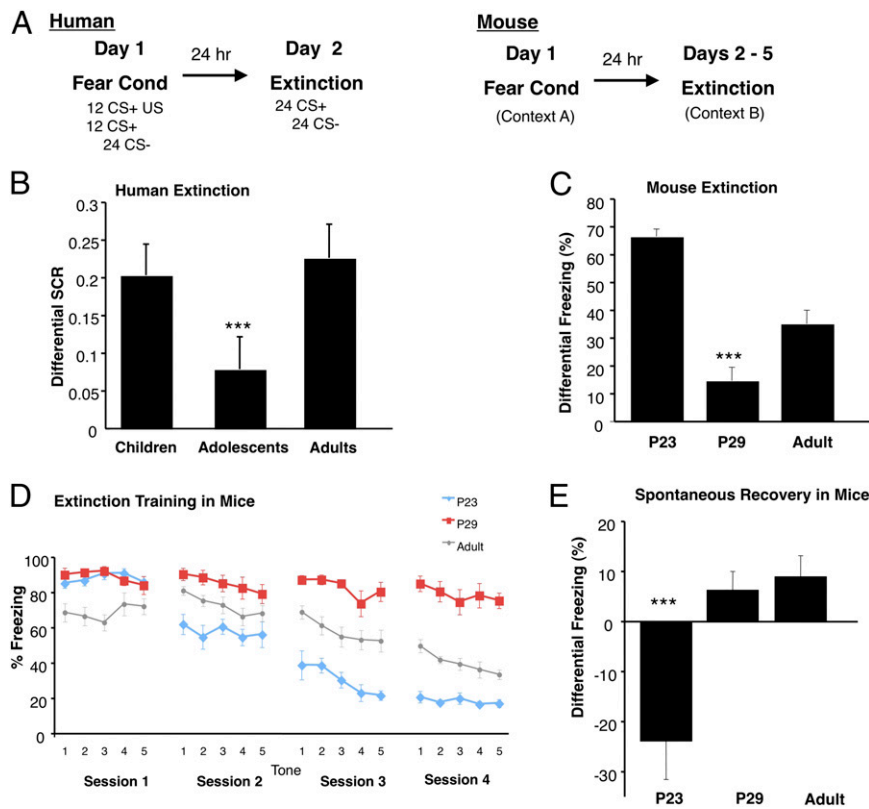 A
Human
Day 1
24 hr
Day 2
Fear Cond
Extinction
12 CS+ US
12 CS+
24 CS-
24 CS+
24 CS-
Mouse
Day 1
24 hr
Days 2 - 5
Fear Cond
Extinction
(Context A)
(Context B)
B
Human Extinction
Differential SCR
0.3
0.25
0.2
0.15
0.1
0.05
0
***
Children
Adolescents
Adults
C
Mouse Extinction
Differential Freezing (%)
80
70
60
50
40
30
20
10
0
***
P23
P29
Adult
D
Extinction Training in Mice
P23
P29
Adult
% Freezing
100
80
60
40
20
0
1 2 3 4 5
1 2 3 4 5
1 2 3 4 5
1 2 3 4 5
Tone
Session 1
Session 2
Session 3
Session 4
E
Spontaneous Recovery in Mice
Differential Freezing (%)
20
10
0
-10
-20
-30
***
P23
P29
Adult